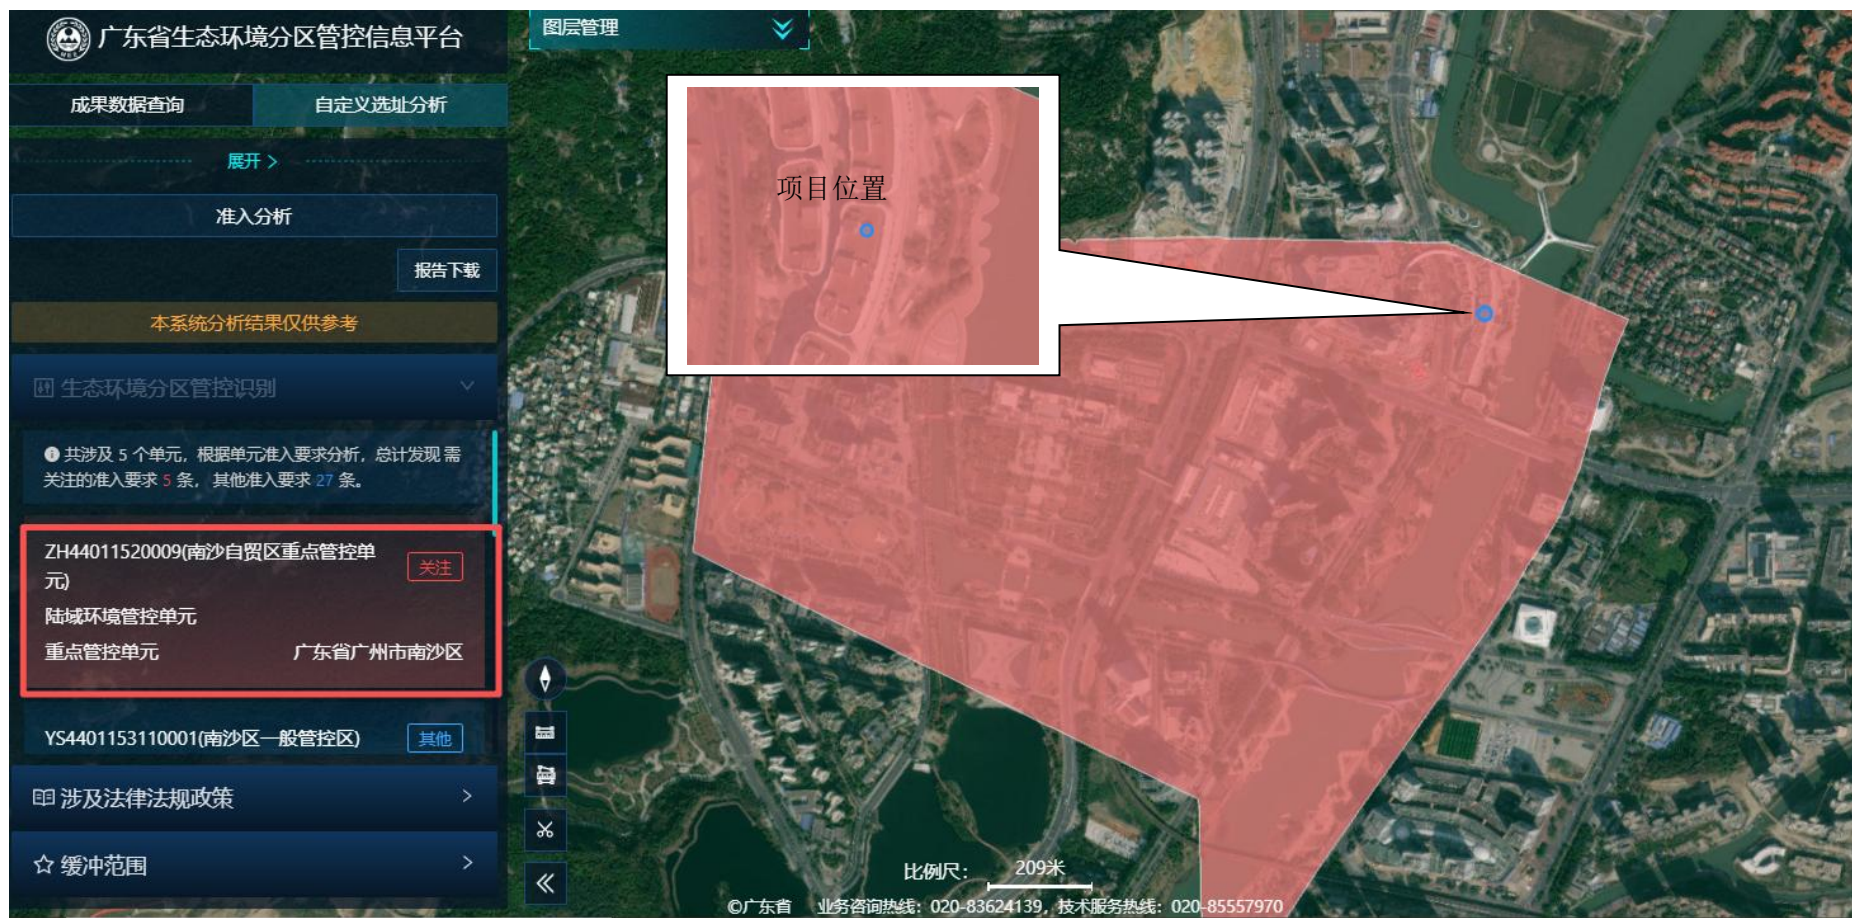 广东省生态环境分区管控信息平台
图层管理
成果数据查询
自定义选址分析
展开 >
准入分析
报告下载
本系统分析结果仅供参考
生态环境分区管控识别
共涉及 5 个单元，根据单元准入要求分析，总计发现 需
关注的准入要求 5 条， 其他准入要求 27 条。
ZH44011520009(南沙自贸区重点管控单
元)
关注
陆域环境管控单元
重点管控单元
广东省广州市南沙区
YS4401153110001(南沙区一般管控区)
其他
涉及法律法规政策
缓冲范围
项目位置
比例尺： 209米
©广东省 业务咨询热线：020-83624139，技术服务热线：020-85557970